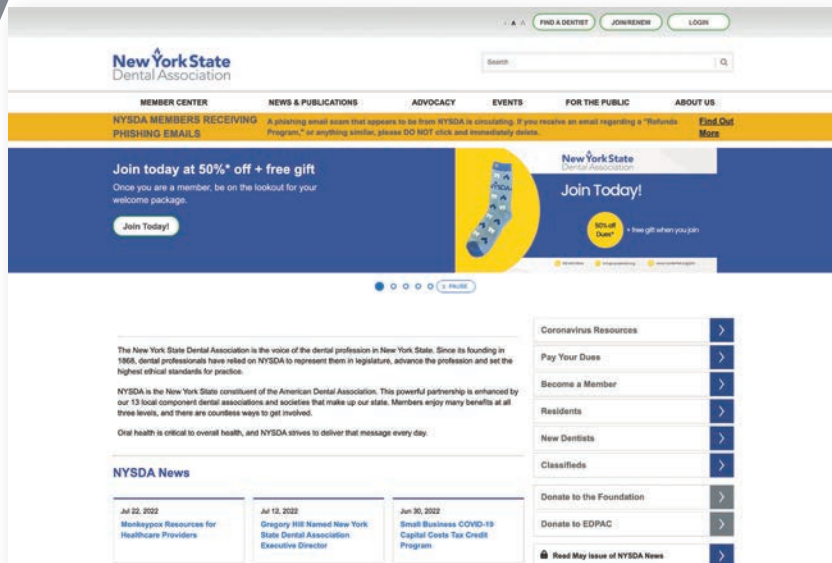 A A A
FIND A DENTIST
JOIN/RENEW
LOGIN
New York State
Dental Association
Search
MEMBER CENTER
NEWS & PUBLICATIONS
ADVOCACY
EVENTS
FOR THE PUBLIC
ABOUT US
NYSDA MEMBERS RECEIVING
PHISHING EMAILS
A phishing email scam that appears to be from NYSDA is circulating. If you receive an email regarding a "Refunds
Program," or anything similar, please DO NOT click and immediately delete.
Find Out
More
Join today at 50%* off + free gift
Once you are a member, be on the lookout for your
welcome package.
Join Today!
NYSDA
New York State
Dental Association
Join Today!
50% off
Dues*
+ free gift when you join
PAUSE
The New York State Dental Association is the voice of the dental profession in New York State. Since its founding in
1868, dental professionals have relied on NYSDA to represent them in legislature, advance the profession and set the
highest ethical standards for practice.
NYSDA is the New York State constituent of the American Dental Association. This powerful partnership is enhanced by
our 13 local component dental associations and societies that make up our state. Members enjoy many benefits at all
three levels, and there are countless ways to get involved.
Oral health is critical to overall health, and NYSDA strives to deliver that message every day.
NYSDA News
Jul 22, 2022
Monkeypox Resources for
Healthcare Providers
Jul 12, 2022
Gregory Hill Named New York
State Dental Association
Executive Director
Jun 30, 2022
Small Business COVID-19
Capital Costs Tax Credit
Program
Coronavirus Resources
Pay Your Dues
Become a Member
Residents
New Dentists
Classifieds
Donate to the Foundation
Donate to EDPAC
Read May Issue of NYSDA News